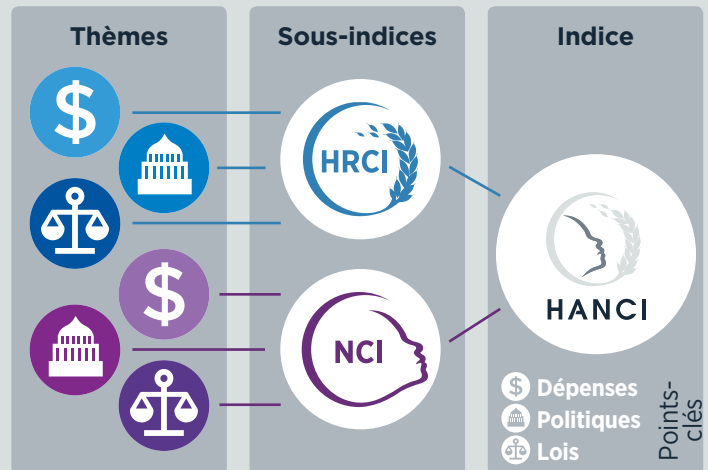 Thèmes
Sous-indices
Indice
$
HRCI
$
NCI
HANCI
$ Dépenses
Politiques
Lois
Points-
clés